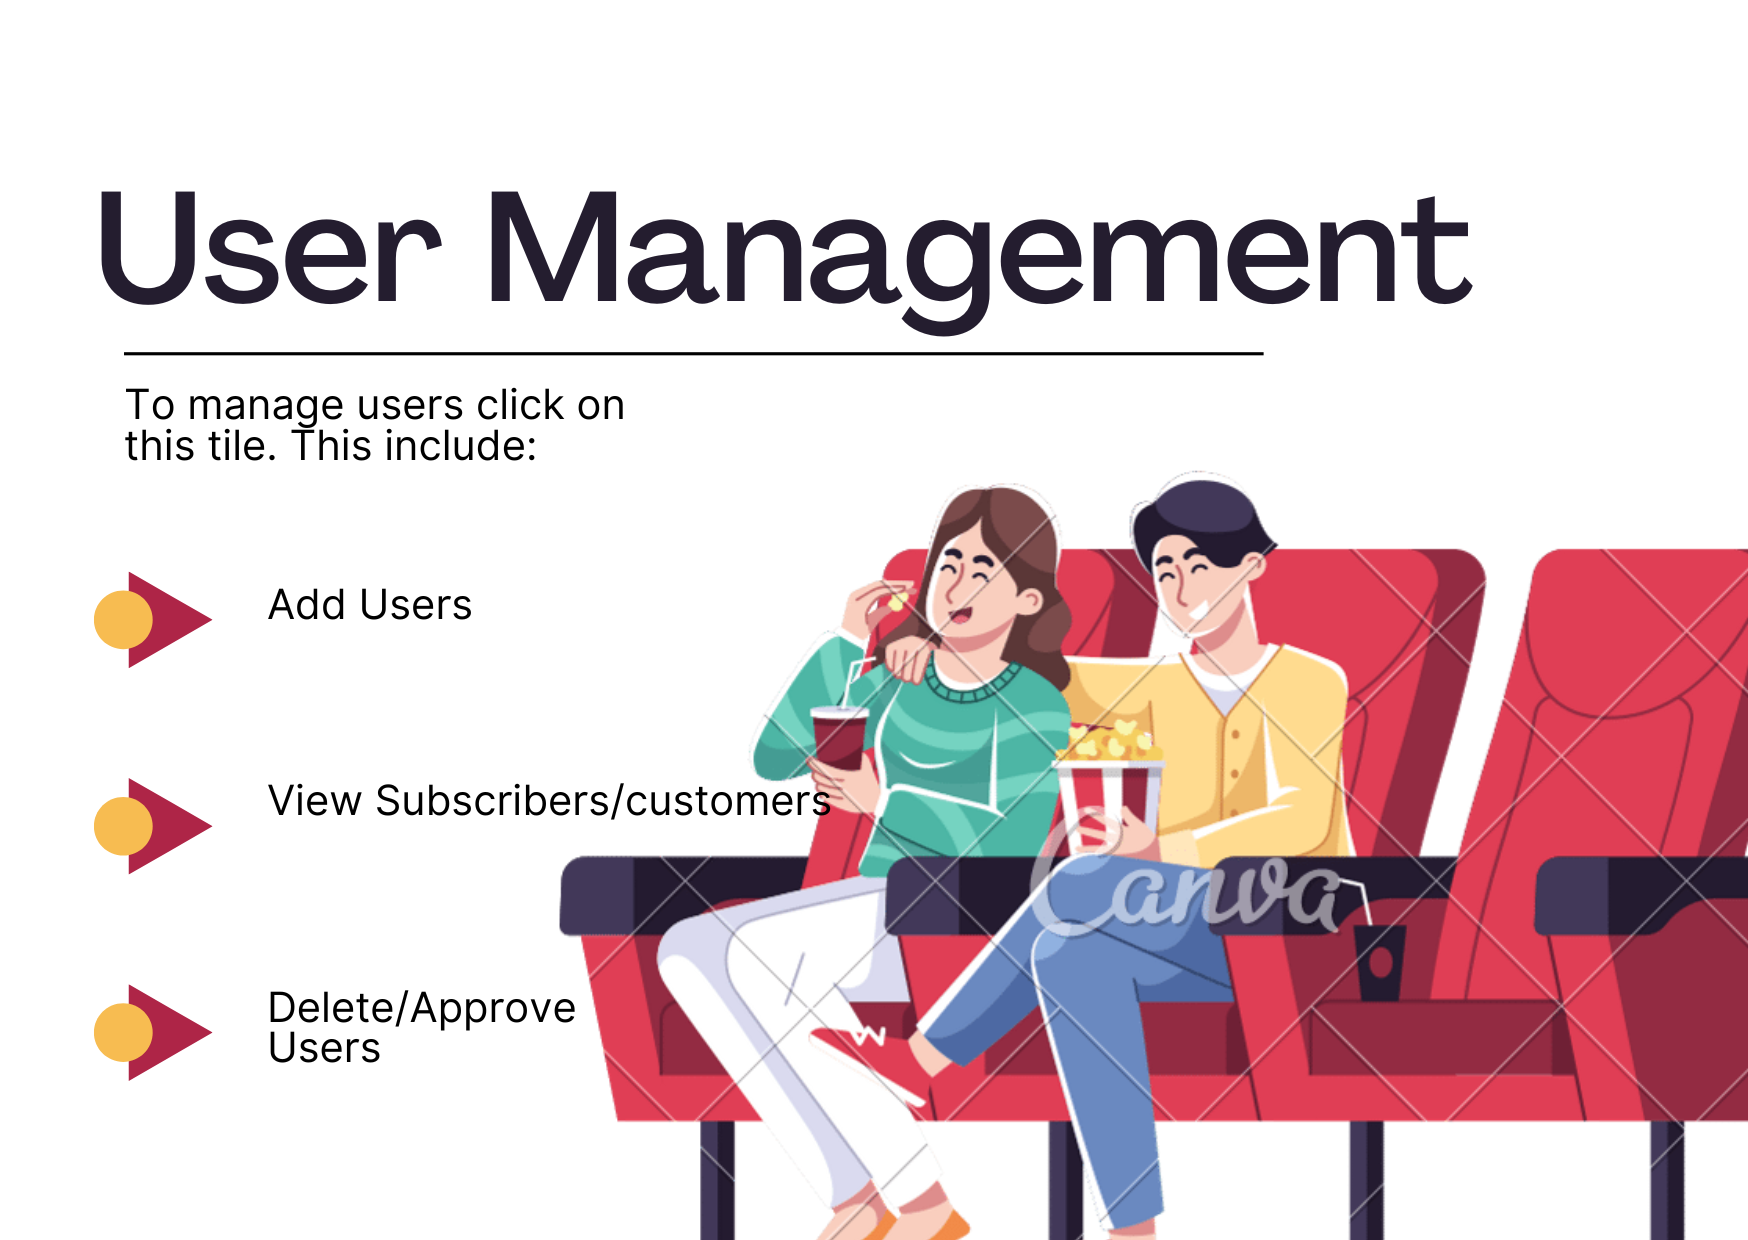 User Management
To manage users click on
this tile. This include:
Add Users
View Subscribers/customers
Delete/Approve
Users
Canva